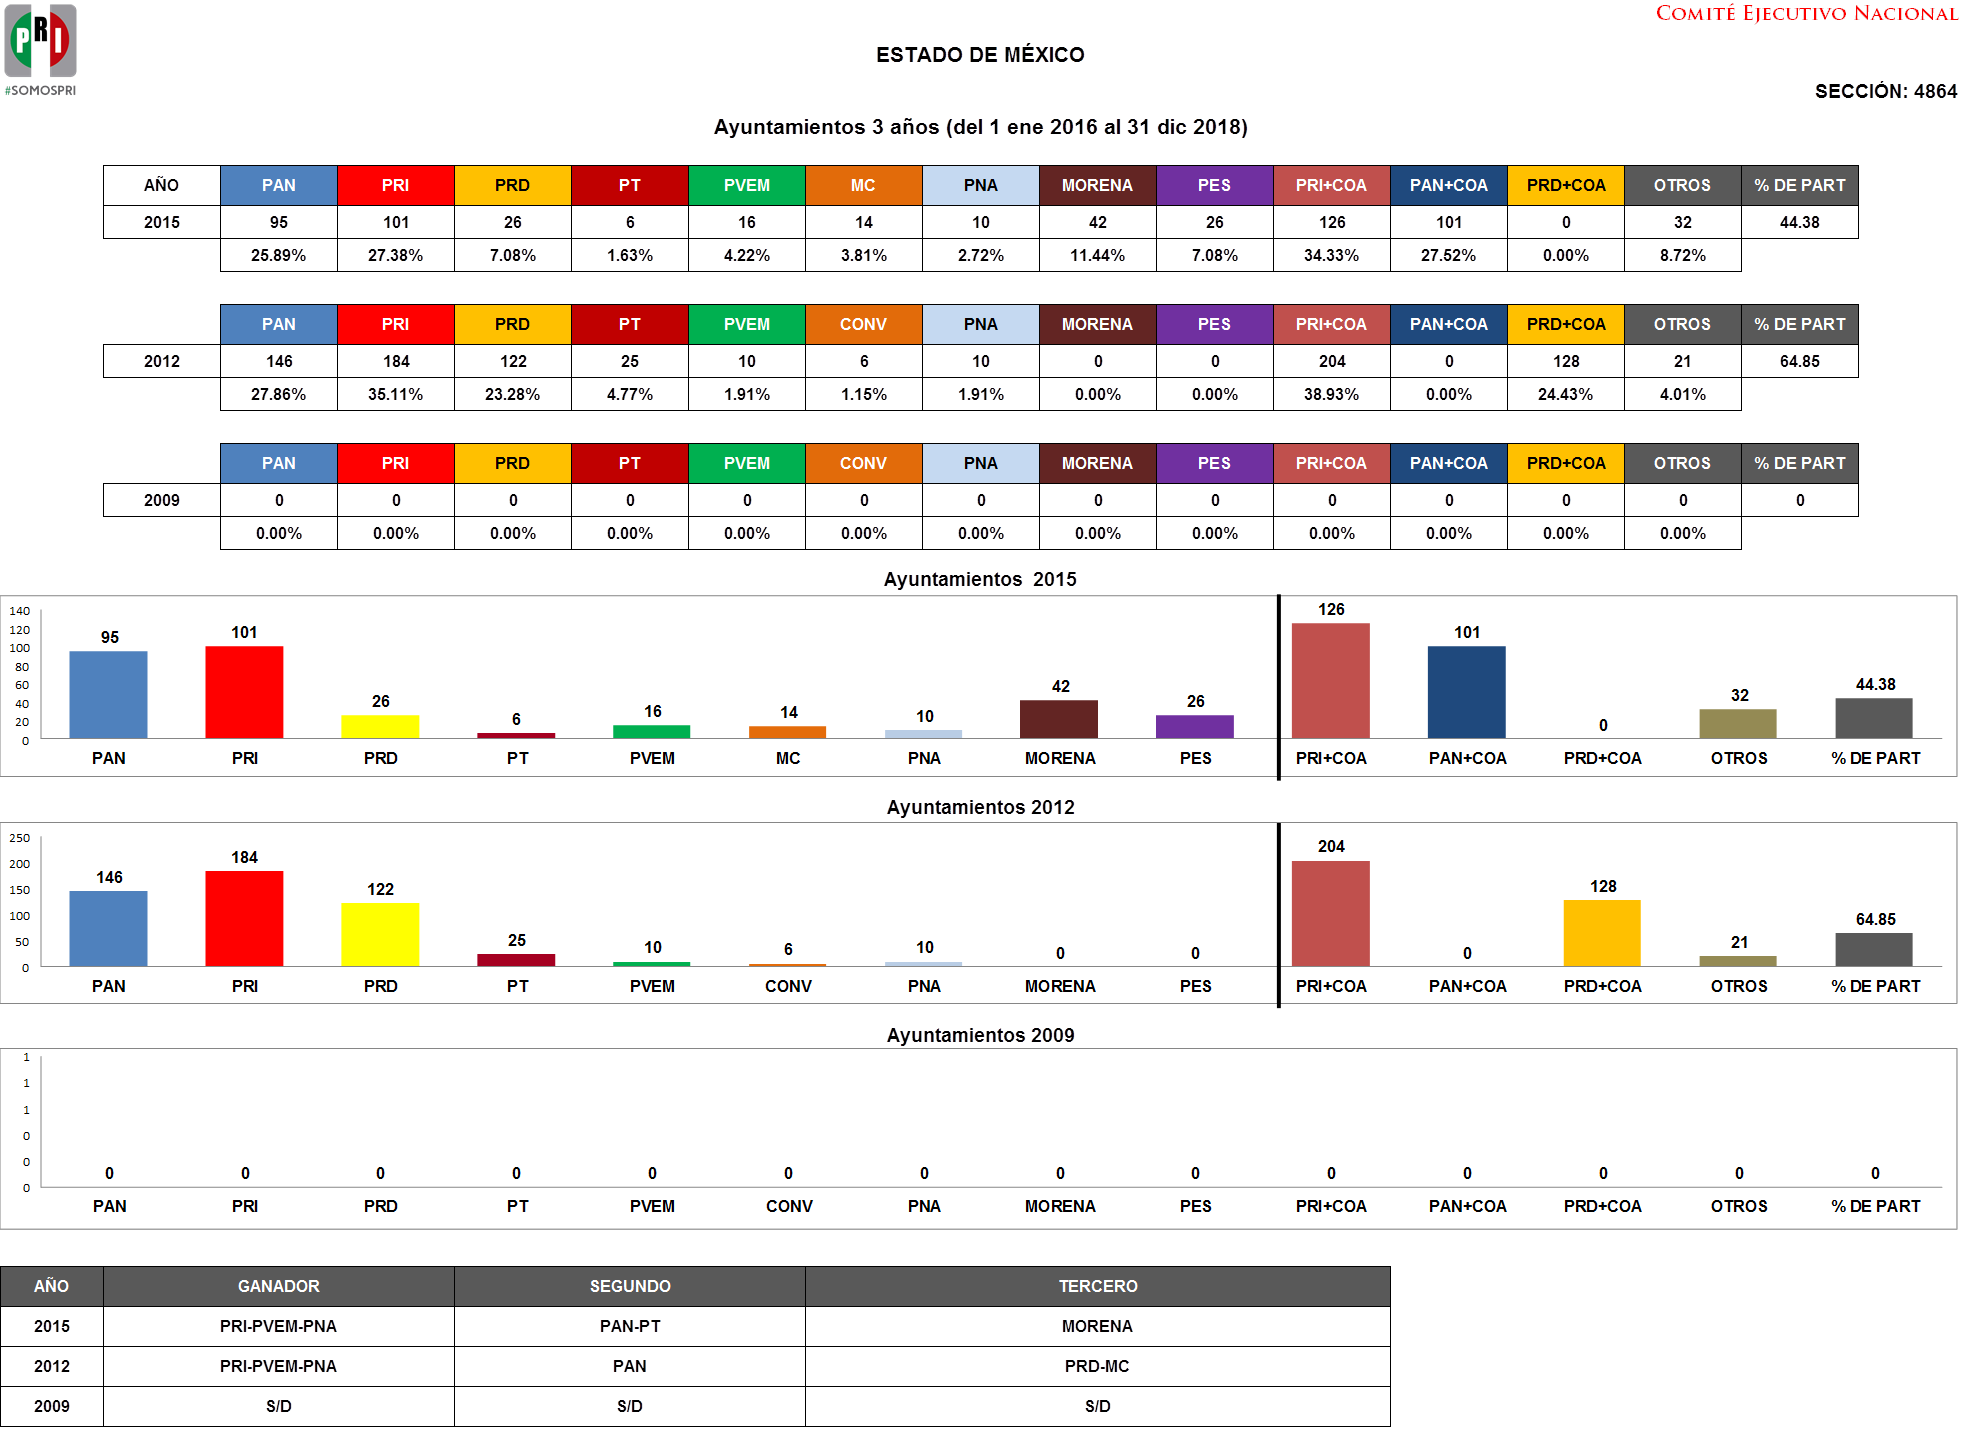 PRI
#SOMOSPRI
COMITÉ EJECUTIVO NACIONAL
ESTADO DE MÉXICO
SECCIÓN: 4864
Ayuntamientos 3 años (del 1 ene 2016 al 31 dic 2018)
AÑO PAN PRI PRD PT PVEM MC PNA MORENA PES PRI+COA PAN+COA PRD+COA OTROS % DE PART
2015 95 101 26 6 16 14 10 42 26 126 101 0 32 44.38
25.89% 27.38% 7.08% 1.63% 4.22% 3.81% 2.72% 11.44% 7.08% 34.33% 27.52% 0.00% 8.72%
PAN PRI PRD PT PVEM CONV PNA MORENA PES PRI+COA PAN+COA PRD+COA OTROS % DE PART
2012 146 184 122 25 10 6 10 0 0 204 0 128 21 64.85
27.86% 35.11% 23.28% 4.77% 1.91% 1.15% 1.91% 0.00% 0.00% 38.93% 0.00% 24.43% 4.01%
PAN PRI PRD PT PVEM CONV PNA MORENA PES PRI+COA PAN+COA PRD+COA OTROS % DE PART
2009 0 0 0 0 0 0 0 0 0 0 0 0 0 0
0.00% 0.00% 0.00% 0.00% 0.00% 0.00% 0.00% 0.00% 0.00% 0.00% 0.00% 0.00% 0.00%
Ayuntamientos 2015
140
120
100
80
60
40
20
0
95 101 26 6 16 14 10 42 26 126 101 0 32 44.38
PAN PRI PRD PT PVEM MC PNA MORENA PES PRI+COA PAN+COA PRD+COA OTROS % DE PART
Ayuntamientos 2012
250
200
150
100
50
0
146 184 122 25 10 6 10 0 0 204 0 128 21 64.85
PAN PRI PRD PT PVEM CONV PNA MORENA PES PRI+COA PAN+COA PRD+COA OTROS % DE PART
Ayuntamientos 2009
1
1
1
0
0
0
0 0 0 0 0 0 0 0 0 0 0 0 0 0
PAN PRI PRD PT PVEM CONV PNA MORENA PES PRI+COA PAN+COA PRD+COA OTROS % DE PART
AÑO GANADOR SEGUNDO TERCERO
2015 PRI-PVEM-PNA PAN-PT MORENA
2012 PRI-PVEM-PNA PAN PRD-MC
2009 S/D S/D S/D